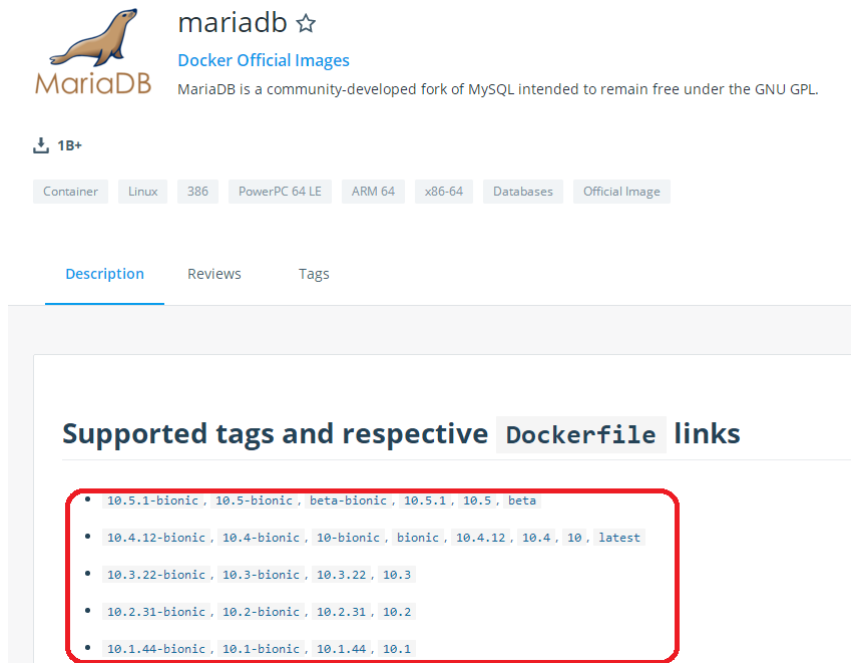 mariadb
MariaDB
Docker Official Images
MariaDB is a community-developed fork of MySQL intended to remain free under the GNU GPL.
1B+
Container Linux 386 PowerPC 64 LE ARM 64 x86-64 Databases Official Image
Description Reviews Tags
Supported tags and respective Dockerfile links
• 10.5.1-bionic, 10.5-bionic, beta-bionic, 10.5.1, 10.5, beta
• 10.4.12-bionic, 10.4-bionic, 10-bionic, bionic, 10.4.12, 10.4, 10, latest
• 10.3.22-bionic, 10.3-bionic, 10.3.22, 10.3
• 10.2.31-bionic, 10.2-bionic, 10.2.31, 10.2
• 10.1.44-bionic, 10.1-bionic, 10.1.44, 10.1